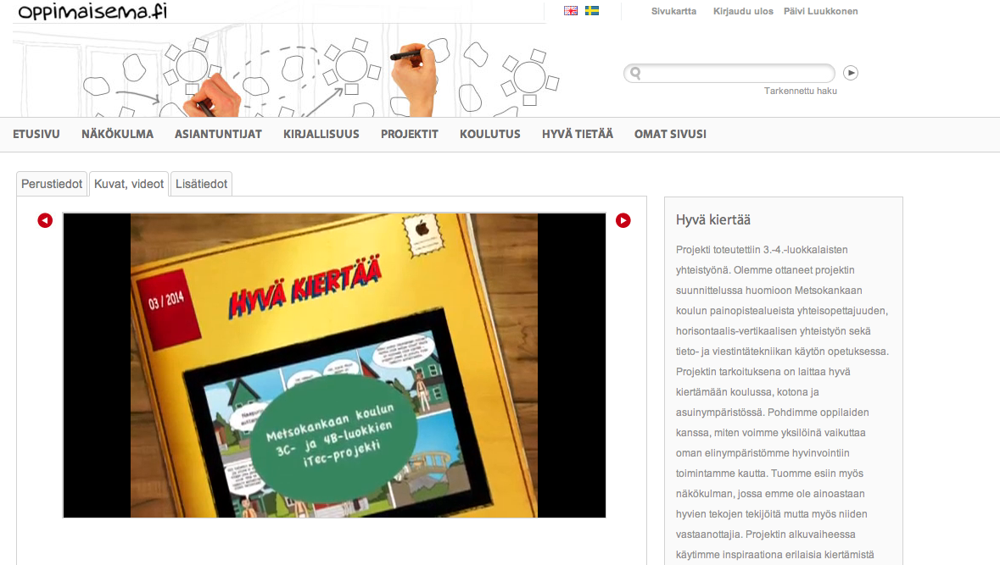 oppimaisema.fi
Sivukartta Kirjaudu ulos Päivi Luukkonen
Tarkennettu haku
ETUSIVU NÄKÖKULMA ASIANTUNTIJAT KIRJALLISUUS PROJEKTIT KOULUTUS HYVÄ TIETÄÄ OMAT SIVUSI
Perustiedot Kuvat, videot Lisätiedot
03 / 2014
HYVÄ KIERTÄÄ
Metsokankaan koulun
3C- ja 4B-luokkien
iTec-projekti
Hyvä kiertää
Projekti toteutettiin 3.-4.-luokkalaisten
yhteistyönä. Olemme ottaneet projektin
suunnittelussa huomioon Metsokankaan
koulun painopistealueista yhteisopettajuuden,
horisontaalis-vertikaalisen yhteistyön sekä
tieto- ja viestintätekniikan käytön opetuksessa.
Projektin tarkoituksena on laittaa hyvä
kiertämään koulussa, kotona ja
asuinympäristössä. Pohdimme oppilaiden
kanssa, miten voimme yksilöinä vaikuttaa
oman elinympäristömme hyvinvointiin
toimintamme kautta. Tuomme esiin myös
näkökulman, jossa emme ole ainoastaan
hyvien tekojen tekijöitä mutta myös niiden
vastaanottajia. Projektin alkuvaiheessa
käytimme inspiraationa erilaisia kiertämistä